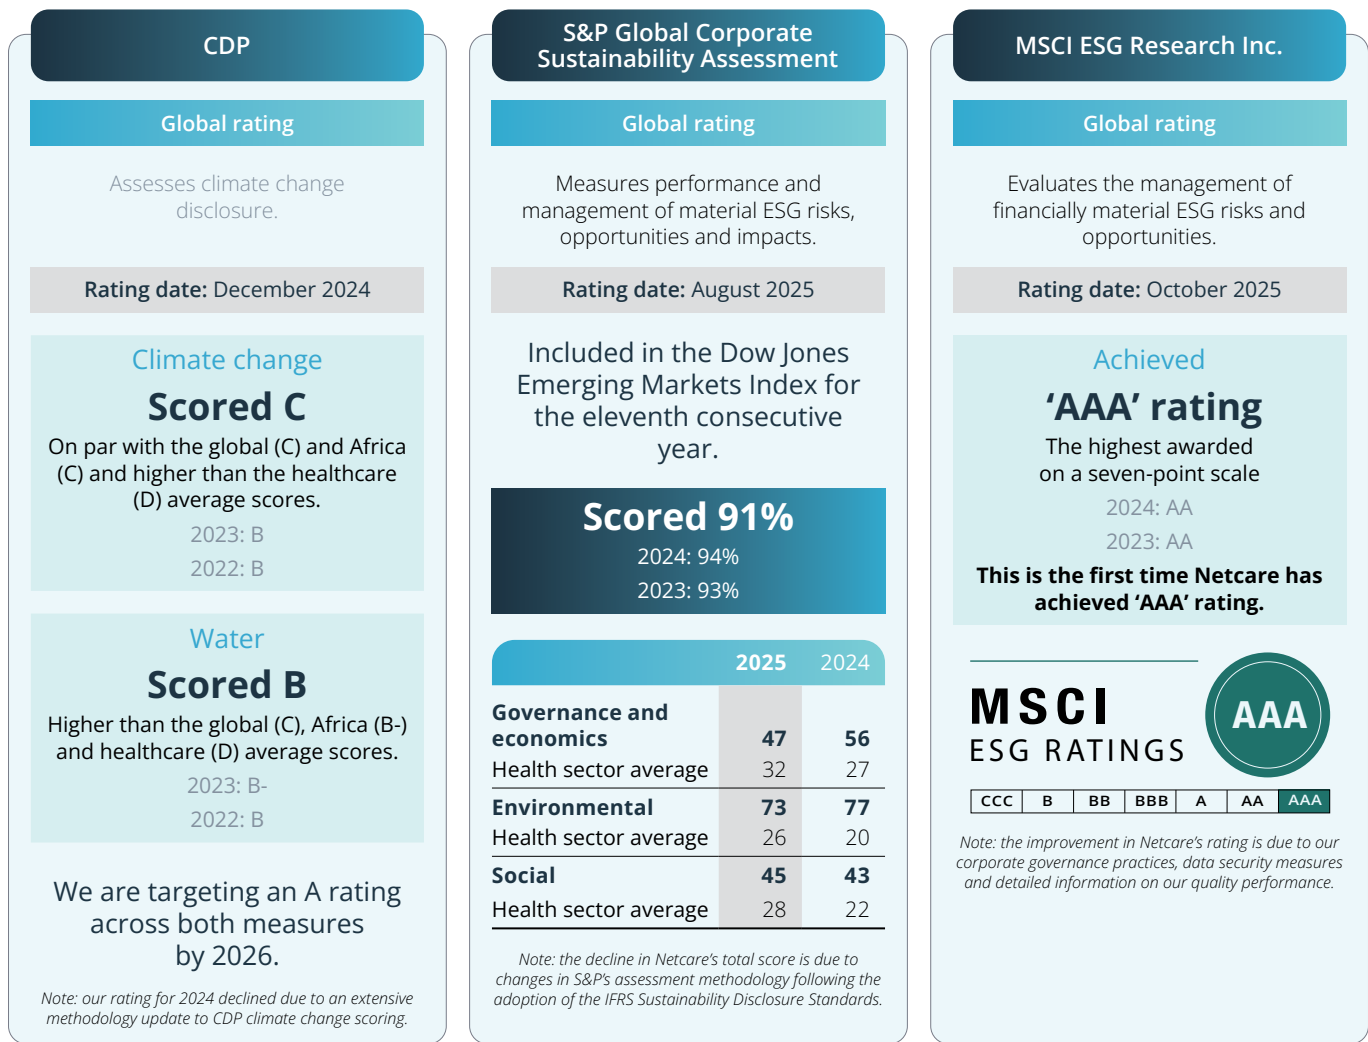 CDP
Global rating
Assesses climate change
disclosure.
Rating date: December 2024
Climate change
Scored C
On par with the global (C) and Africa
(C) and higher than the healthcare
(D) average scores.
2023: B
2022: B
Water
Scored B
Higher than the global (C), Africa (B-)
and healthcare (D) average scores.
2023: B-
2022: B
We are targeting an A rating
across both measures
by 2026.
Note: our rating for 2024 declined due to an extensive
methodology update to CDP climate change scoring.
S&P Global Corporate
Sustainability Assessment
Global rating
Measures performance and
management of material ESG risks,
opportunities and impacts.
Rating date: August 2025
Included in the Dow Jones
Emerging Markets Index for
the eleventh consecutive
year.
Scored 91%
2024: 94%
2023: 93%
2025 2024
Governance and
economics 47 56
Health sector average 32 27
Environmental 73 77
Health sector average 26 20
Social 45 43
Health sector average 28 22
Note: the decline in Netcare's total score is due to
changes in S&P's assessment methodology following the
adoption of the IFRS Sustainability Disclosure Standards.
MSCI ESG Research Inc.
Global rating
Evaluates the management of
financially material ESG risks and
opportunities.
Rating date: October 2025
Achieved
‘AAA’ rating
The highest awarded
on a seven-point scale
2024: AA
2023: AA
This is the first time Netcare has
achieved ‘AAA’ rating.
MSCI
ESG RATINGS
AAA
CCC B BB BBB A AA AAA
Note: the improvement in Netcare's rating is due to our
corporate governance practices, data security measures
and detailed information on our quality performance.